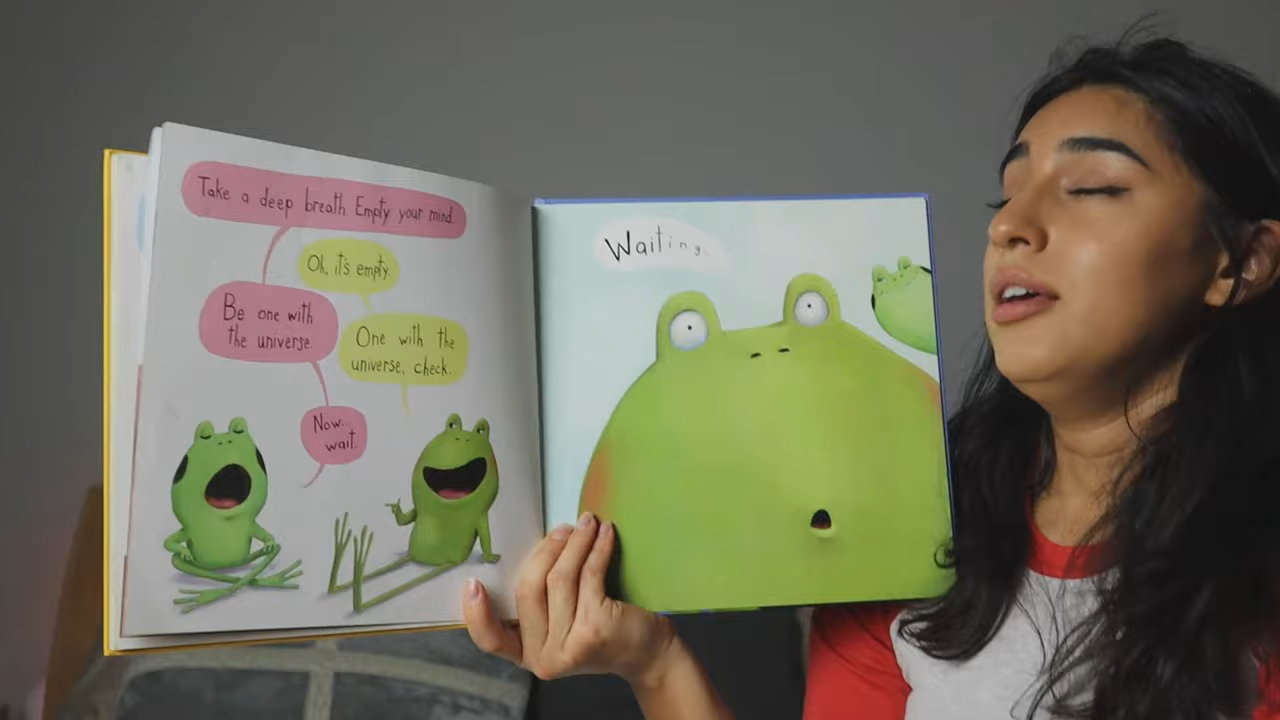 Take a deep breath. Empty your mind.
Oh, it's empty.
Be one with
the universe.
One with the
universe, check.
Now...
wait.
Waiting.